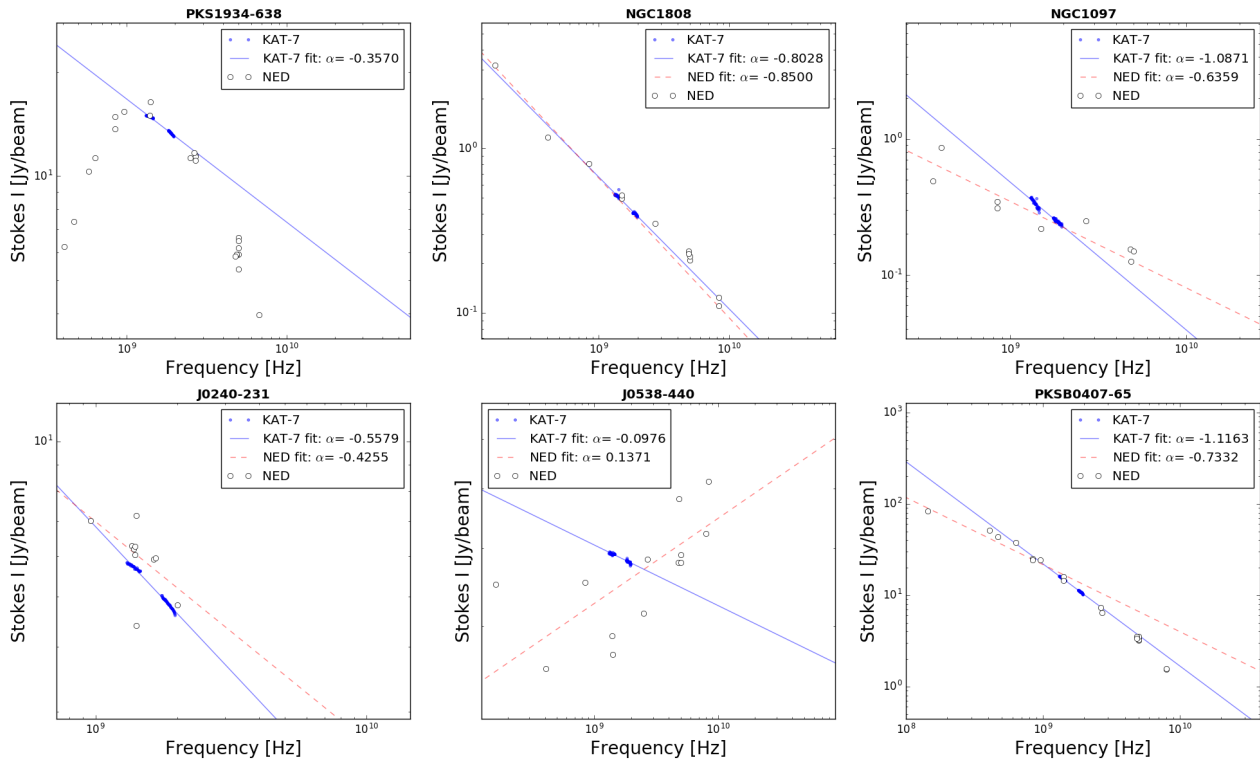 PKS1934-638
KAT-7
KAT-7 fit: α= -0.3570
NED
10¹
Stokes I [Jy/beam]
10⁹
10¹⁰
Frequency [Hz]
NGC1808
KAT-7
KAT-7 fit: α= -0.8028
NED fit: α= -0.8500
NED
10⁰
10⁻¹
Stokes I [Jy/beam]
10⁹
10¹⁰
Frequency [Hz]
NGC1097
KAT-7
KAT-7 fit: α= -1.0871
NED fit: α= -0.6359
NED
10⁰
10⁻¹
Stokes I [Jy/beam]
10⁹
10¹⁰
Frequency [Hz]
J0240-231
KAT-7
KAT-7 fit: α= -0.5579
NED fit: α= -0.4255
NED
10¹
Stokes I [Jy/beam]
10⁹
10¹⁰
Frequency [Hz]
J0538-440
KAT-7
KAT-7 fit: α= -0.0976
NED fit: α= 0.1371
NED
Stokes I [Jy/beam]
10⁹
10¹⁰
Frequency [Hz]
PKSB0407-65
KAT-7
KAT-7 fit: α= -1.1163
NED fit: α= -0.7332
NED
10³
10²
10¹
10⁰
Stokes I [Jy/beam]
10⁸
10⁹
10¹⁰
Frequency [Hz]